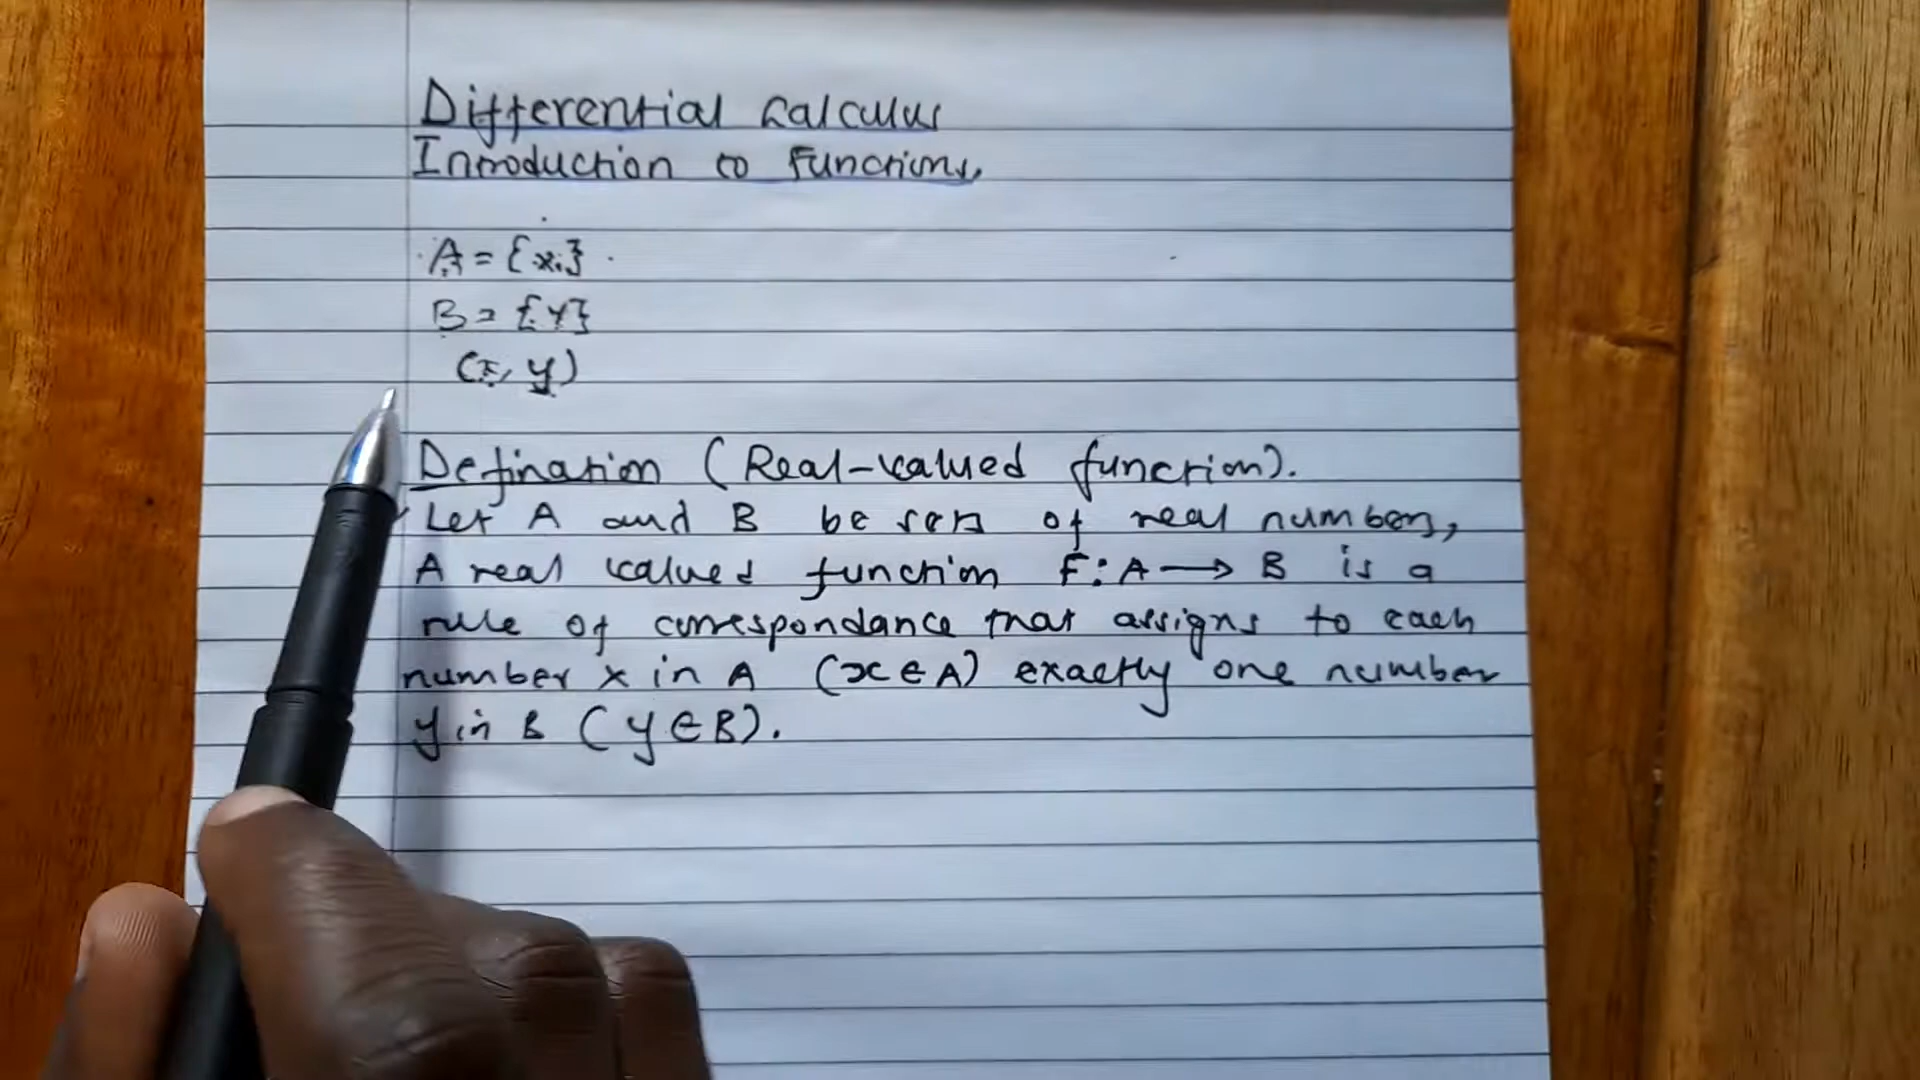 Differential Calculus
Introduction to Functions.
A = {x}
B = {Y}
(x, y)
Defination (Real-valued function).
Let A and B be sets of real numbers,
A real valued function F: A → B is a
rule of correspondance that assigns to each
number x in A (x ∈ A) exactly one number
y in B (y ∈ B).